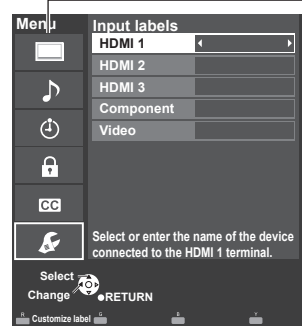 Menu
Input labels
HDMI 1
HDMI 2
HDMI 3
Component
Video
CC
Select or enter the name of the device
connected to the HDMI 1 terminal.
Select
Change
RETURN
R
Customize label
G
B
Y